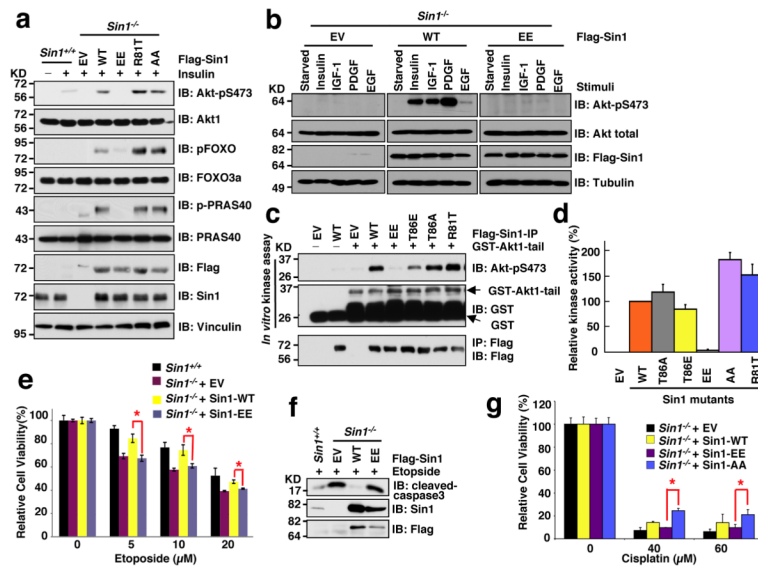 a
Sin1-/-
Sin1+/+
EV
WT
EE
R81T
AA
Flag-Sin1
KD
– + + + + + +
Insulin
72
56
IB: Akt-pS473
72
56
IB: Akt1
95
72
IB: pFOXO
95
72
IB: FOXO3a
43
IB: p-PRAS40
43
IB: PRAS40
43
IB: Flag
72
IB: Sin1
95
IB: Vinculin
b
Sin1-/-
EV
WT
EE
Flag-Sin1
Starved
Insulin
IGF-1
PDGF
EGF
Starved
Insulin
IGF-1
PDGF
EGF
Starved
Insulin
IGF-1
PDGF
EGF
Stimuli
KD
64
IB: Akt-pS473
64
IB: Akt total
82
64
IB: Flag-Sin1
49
IB: Tubulin
c
EV
WT
EV
WT
EE
T86E
T86A
R81T
Flag-Sin1-IP
– – + + + + + +
GST-Akt1-tail
KD
In vitro kinase assay
37
26
IB: Akt-pS473
37
26
GST-Akt1-tail
IB: GST
GST
72
56
IP: Flag
IB: Flag
d
Relative kinase activity (%)
200
150
100
50
0
EV
WT
T86A
T86E
EE
AA
R81T
Sin1 mutants
e
Sin1+/+
Sin1-/- + EV
Sin1-/- + Sin1-WT
Sin1-/- + Sin1-EE
Relative Cell Viability(%)
100
80
60
40
20
0
* * *
0 5 10 20
Etoposide (µM)
f
Sin1+/+
Sin1-/-
EV
WT
EE
Flag-Sin1
+ + + +
Etoposide
KD
17
IB: cleaved-
caspase3
82
64
IB: Sin1
82
64
IB: Flag
g
Sin1-/- + EV
Sin1-/- + Sin1-WT
Sin1-/- + Sin1-EE
Sin1-/- + Sin1-AA
Relative Cell Viability(%)
100
80
60
40
20
0
* *
0 40 60
Cisplatin (µM)